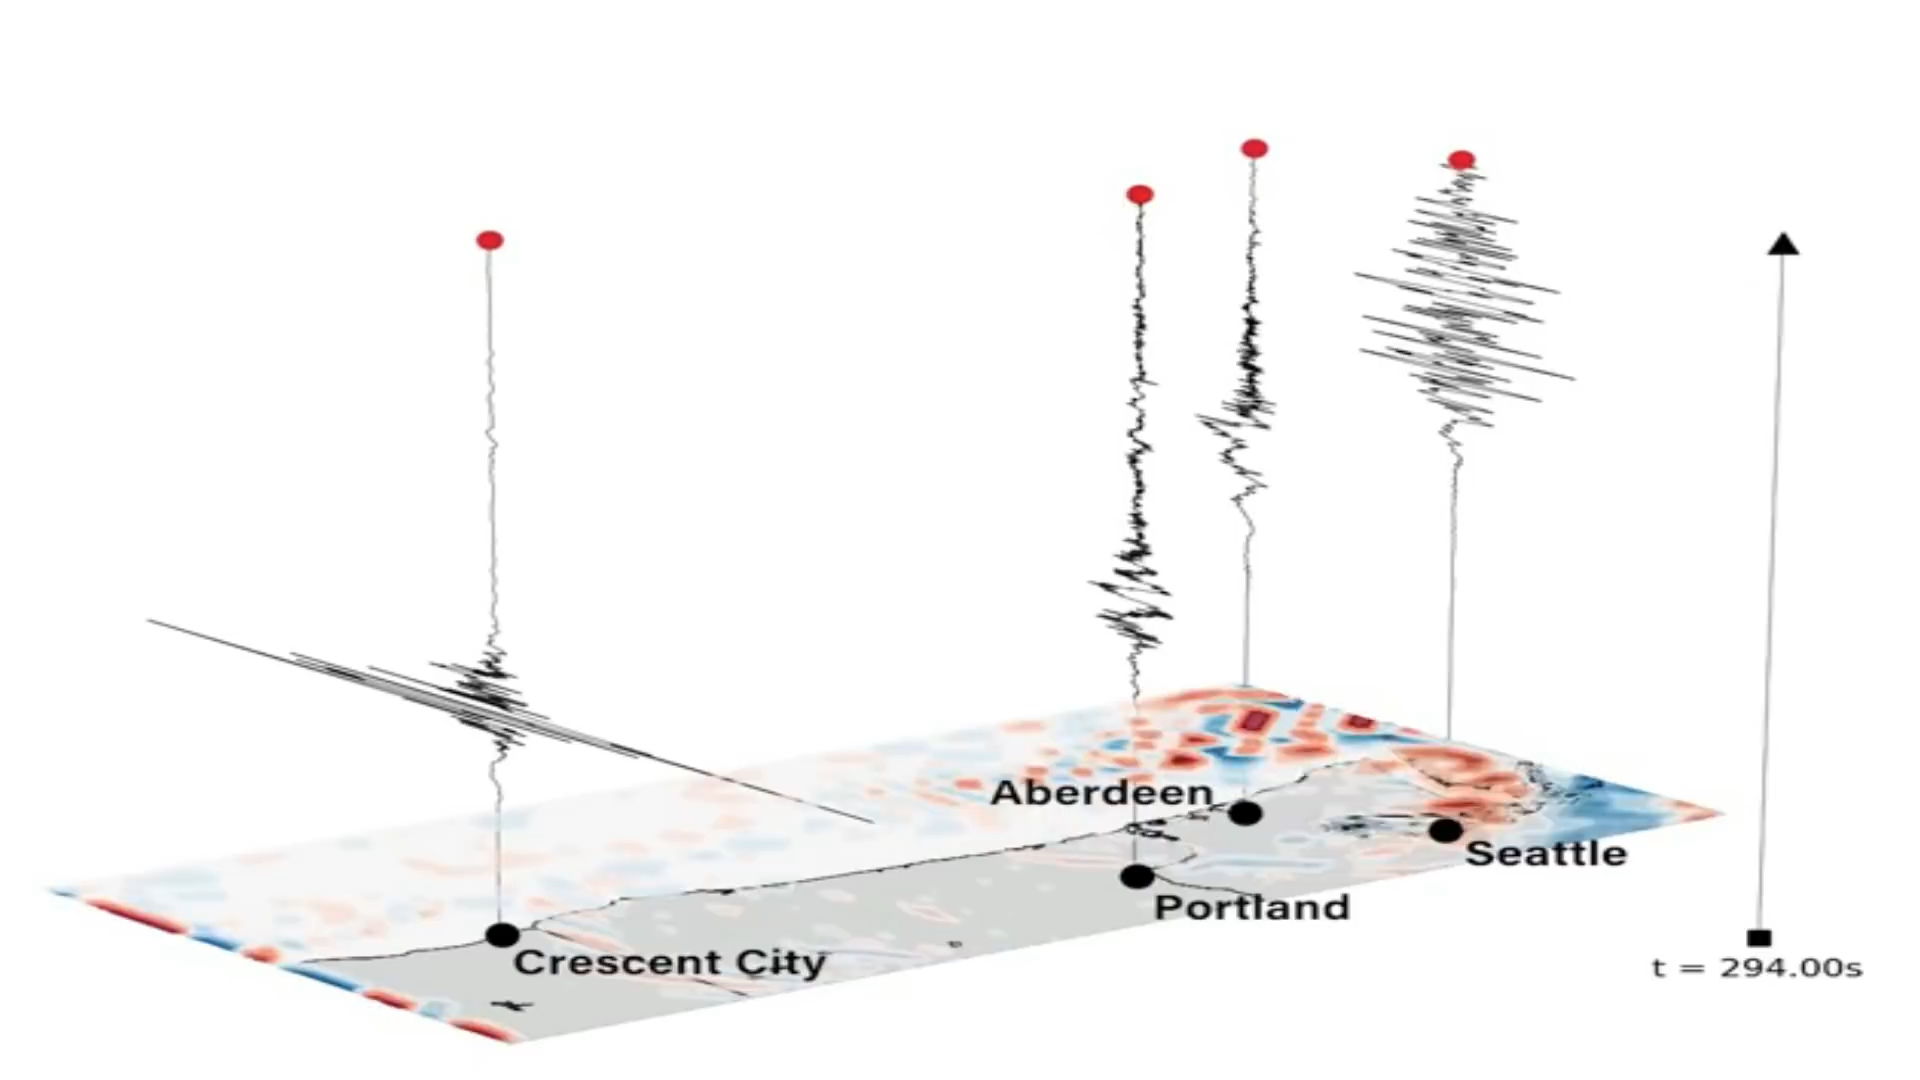 Aberdeen
Seattle
Portland
Crescent City
t = 294.00s